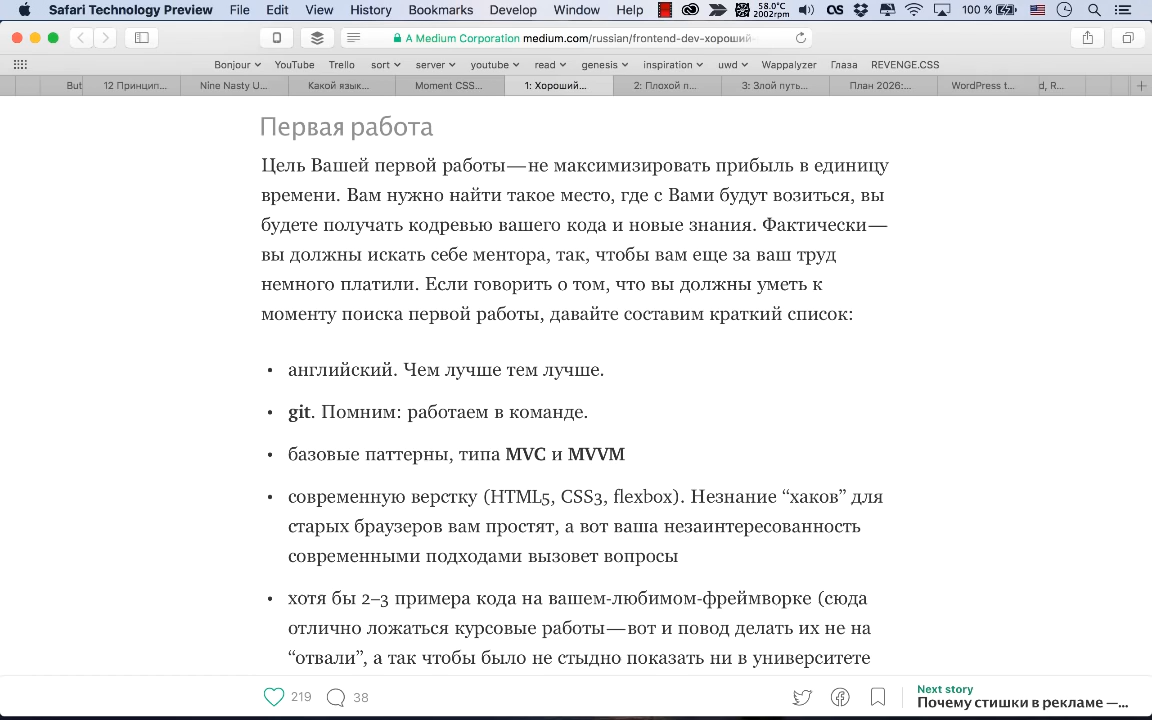 Safari Technology Preview File Edit View History Bookmarks Develop Window Help 58.0°C 2002rpm 100 %
A Medium Corporation medium.com/russian/frontend-dev-хороший-
Bonjour YouTube Trello sort server youtube read genesis inspiration uwd Wappalyzer Глаза REVENGE.CSS
But 12 Принцип... Nine Nasty U... Какой язык... Moment CSS... 1: Хороший... 2: Плохой п... 3: Злой путь... План 2026:... WordPress t... d, R...
Первая работа
Цель Вашей первой работы — не максимизировать прибыль в единицу
времени. Вам нужно найти такое место, где с Вами будут возиться, вы
будете получать кодревью вашего кода и новые знания. Фактически —
вы должны искать себе ментора, так, чтобы вам еще за ваш труд
немного платили. Если говорить о том, что вы должны уметь к
моменту поиска первой работы, давайте составим краткий список:
• английский. Чем лучше тем лучше.
• git. Помним: работаем в команде.
• базовые паттерны, типа MVC и MVVM
• современную верстку (HTML5, CSS3, flexbox). Незнание “хаков” для
старых браузеров вам простят, а вот ваша незаинтересованность
современными подходами вызовет вопросы
• хотя бы 2–3 примера кода на вашем-любимом-фреймворке (сюда
отлично ложаться курсовые работы — вот и повод делать их не на
“отвали”, а так чтобы было не стыдно показать ни в университете
219 38
Next story
Почему стишки в рекламе —...